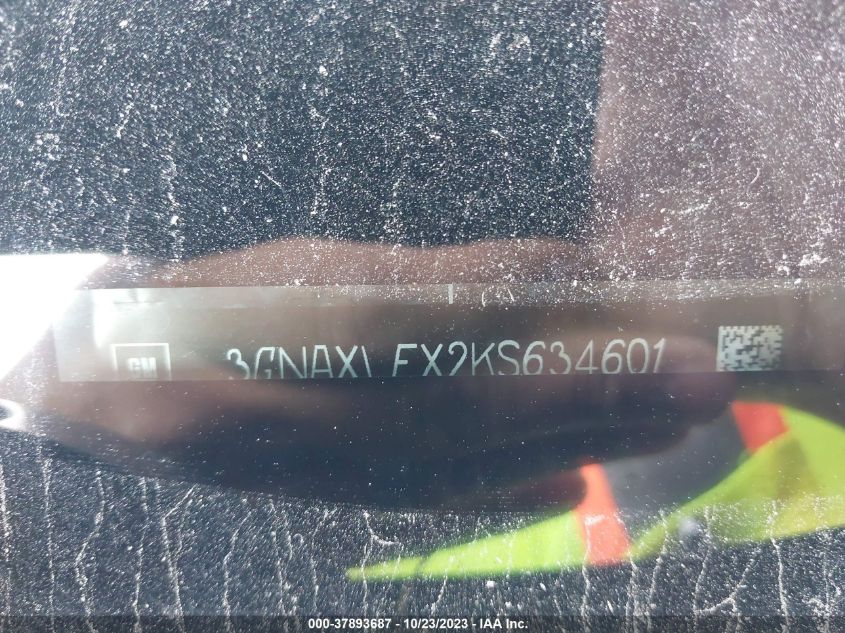 GM 3GNAXLEX2KS634601
000-37893687 - 10/23/2023 - IAA Inc.